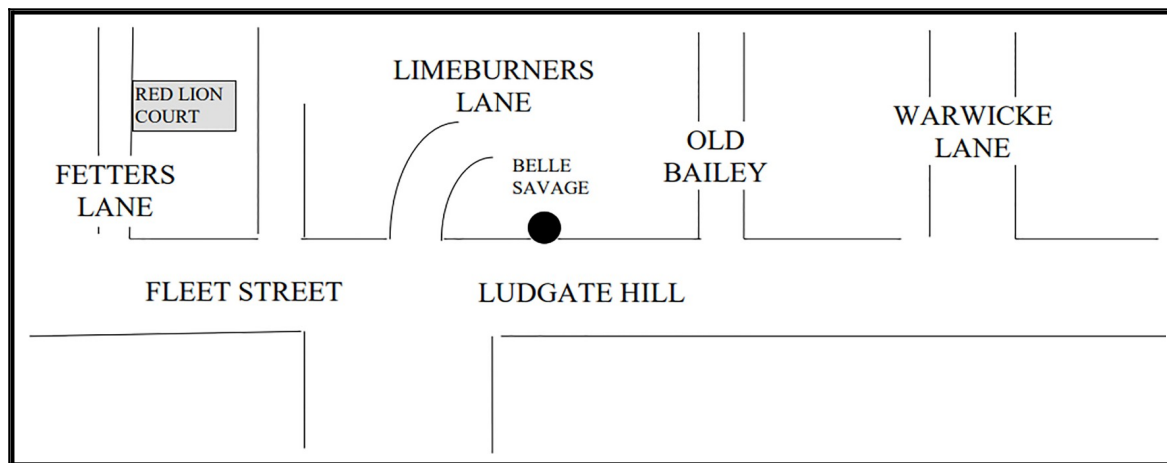 RED LION
COURT
FETTERS
LANE
LIMEBURNERS
LANE
BELLE
SAVAGE
OLD
BAILEY
WARWICKE
LANE
FLEET STREET
LUDGATE HILL